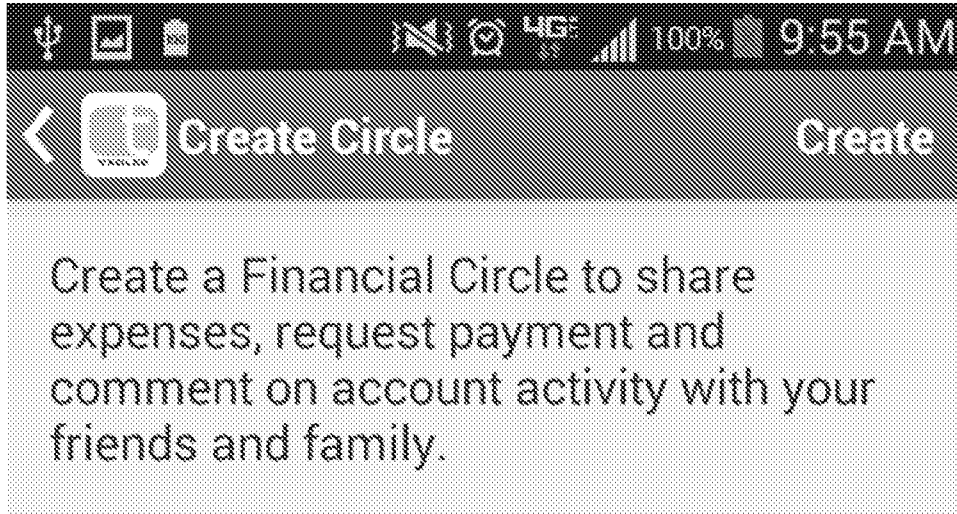 4G 100% 9:55 AM
Create Circle Create
Create a Financial Circle to share
expenses, request payment and
comment on account activity with your
friends and family.